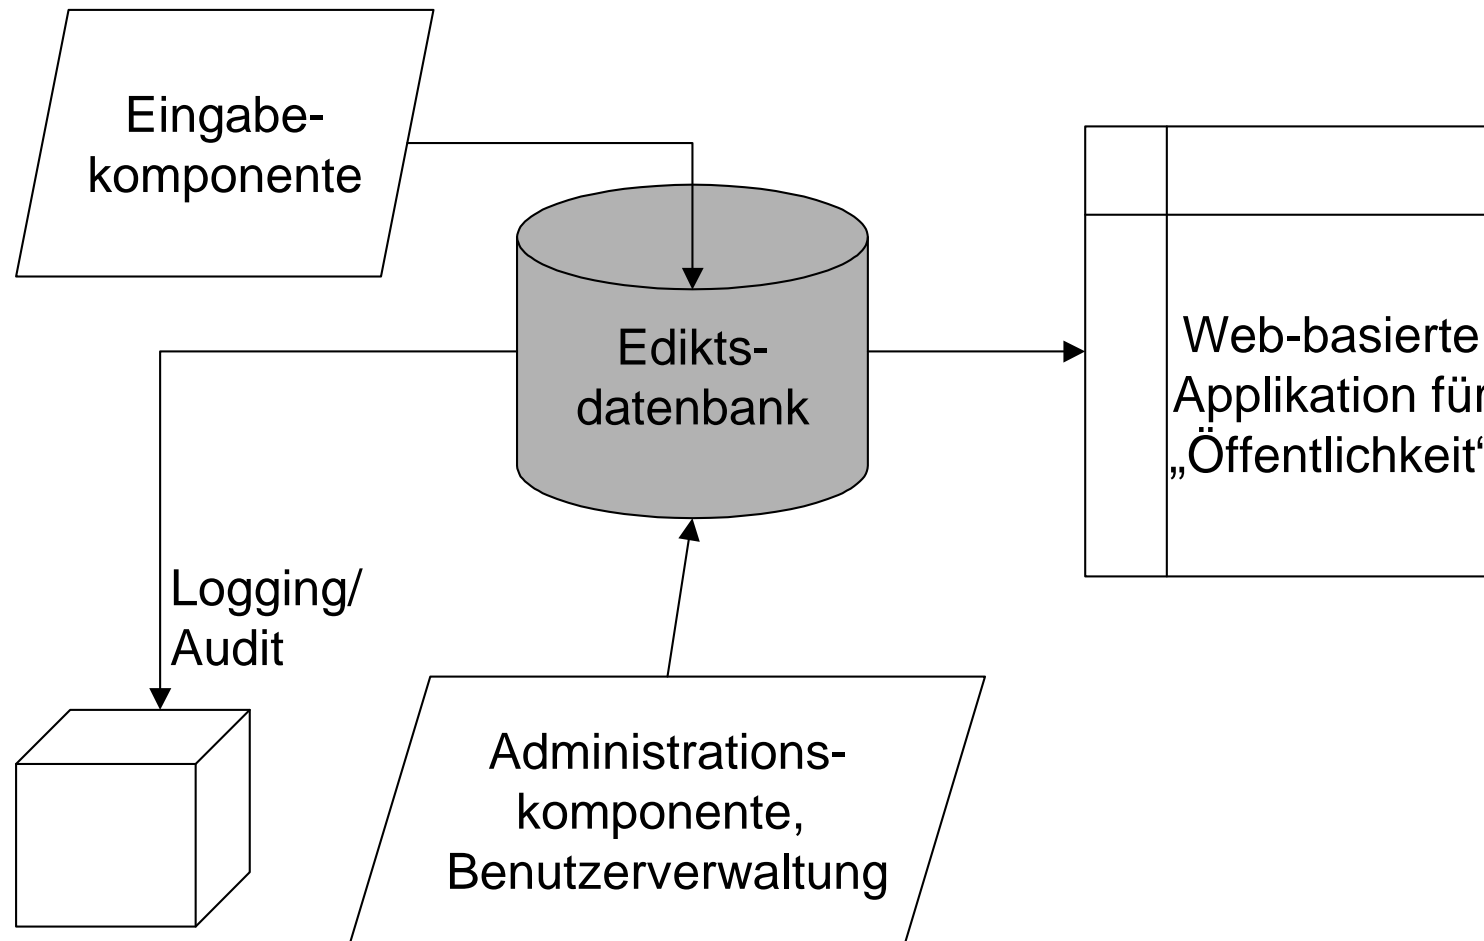 Eingabe-
komponente
Edikts-
datenbank
Web-basierte
Applikation für
„Öffentlichkeit“
Logging/
Audit
Administrations-
komponente,
Benutzerverwaltung